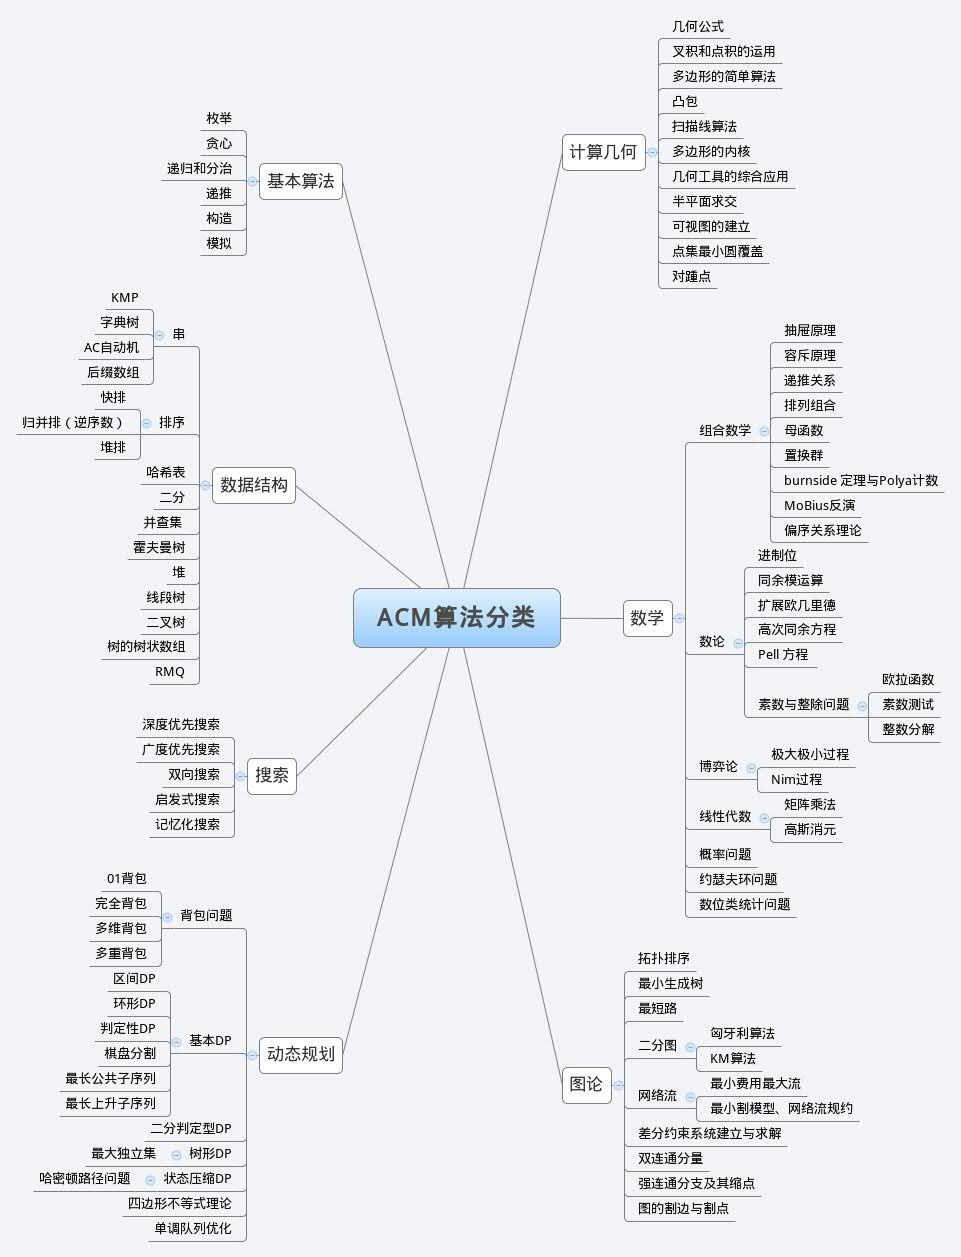 ACM算法分类
基本算法
枚举
贪心
递归和分治
递推
构造
模拟
数据结构
串
KMP
字典树
AC自动机
后缀数组
排序
快排
归并排（逆序数）
堆排
哈希表
二分
并查集
霍夫曼树
堆
线段树
二叉树
树的树状数组
RMQ
搜索
深度优先搜索
广度优先搜索
双向搜索
启发式搜索
记忆化搜索
动态规划
背包问题
01背包
完全背包
多维背包
多重背包
基本DP
区间DP
环形DP
判定性DP
棋盘分割
最长公共子序列
最长上升子序列
二分判定型DP
树形DP
最大独立集
状态压缩DP
哈密顿路径问题
四边形不等式理论
单调队列优化
计算几何
几何公式
叉积和点积的运用
多边形的简单算法
凸包
扫描线算法
多边形的内核
几何工具的综合应用
半平面求交
可视图的建立
点集最小圆覆盖
对踵点
数学
组合数学
抽屉原理
容斥原理
递推关系
排列组合
母函数
置换群
burnside 定理与Polya计数
MoBius反演
偏序关系理论
数论
进制位
同余模运算
扩展欧几里德
高次同余方程
Pell 方程
素数与整除问题
欧拉函数
素数测试
整数分解
博弈论
极大极小过程
Nim过程
线性代数
矩阵乘法
高斯消元
概率问题
约瑟夫环问题
数位类统计问题
图论
拓扑排序
最小生成树
最短路
二分图
匈牙利算法
KM算法
网络流
最小费用最大流
最小割模型、网络流规约
差分约束系统建立与求解
双连通分量
强连通分支及其缩点
图的割边与割点